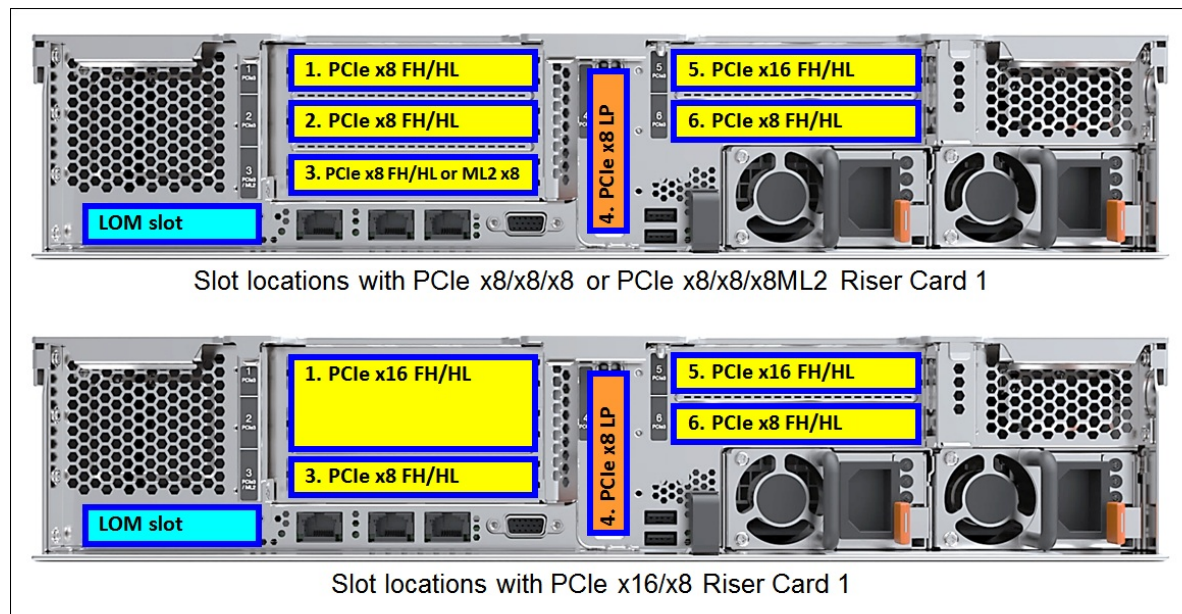 1. PCIe x8 FH/HL
2. PCIe x8 FH/HL
3. PCIe x8 FH/HL or ML2 x8
4. PCIe x8 LP
5. PCIe x16 FH/HL
6. PCIe x8 FH/HL
LOM slot
Slot locations with PCIe x8/x8/x8 or PCIe x8/x8/x8ML2 Riser Card 1
1. PCIe x16 FH/HL
3. PCIe x8 FH/HL
4. PCIe x8 LP
5. PCIe x16 FH/HL
6. PCIe x8 FH/HL
LOM slot
Slot locations with PCIe x16/x8 Riser Card 1